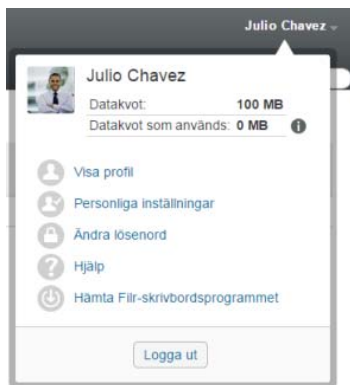 Julio Chavez
Julio Chavez
Datakvot: 100 MB
Datakvot som används: 0 MB
Visa profil
Personliga inställningar
Ändra lösenord
Hjälp
Hämta Filr-skrivbordsprogrammet
Logga ut